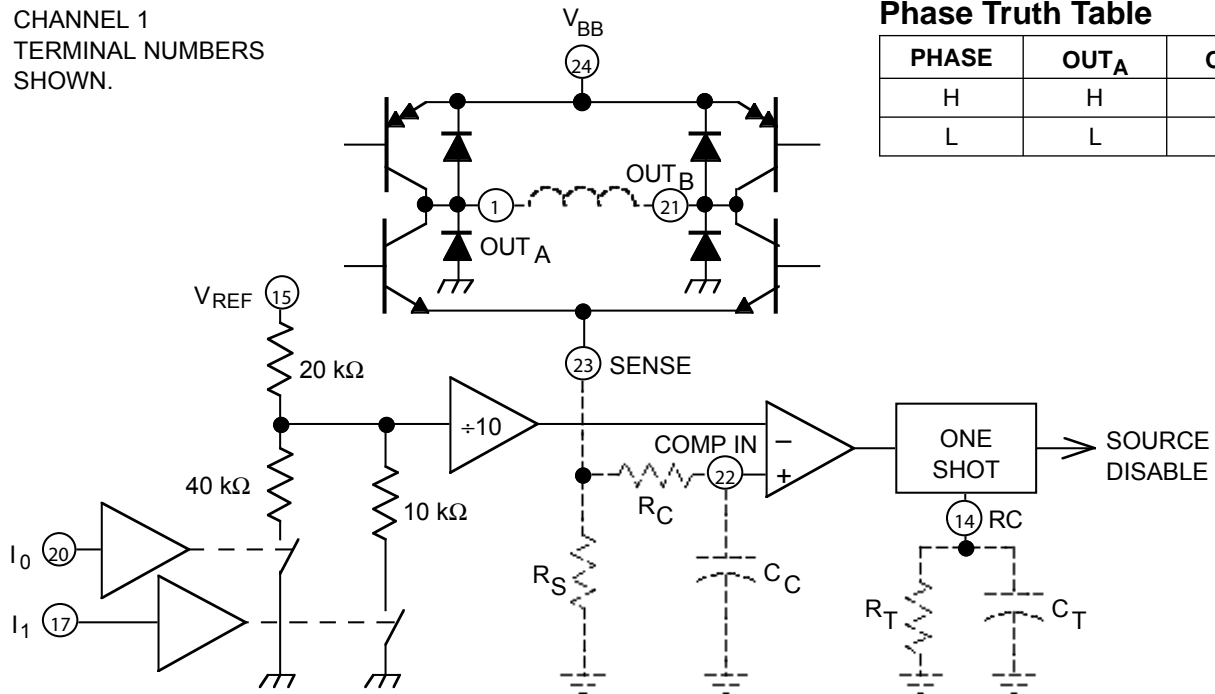 CHANNEL 1
TERMINAL NUMBERS
SHOWN.
Phase Truth Table
PHASE OUT_A
H H
L L
V_BB
24
OUT_B
1
21
OUT_A
V_REF 15
20 kΩ
23 SENSE
÷10
COMP IN
22
−
+
ONE
SHOT
SOURCE
DISABLE
40 kΩ
10 kΩ
R_C
14 RC
I_0 20
I_1 17
R_S
C_C
R_T
C_T